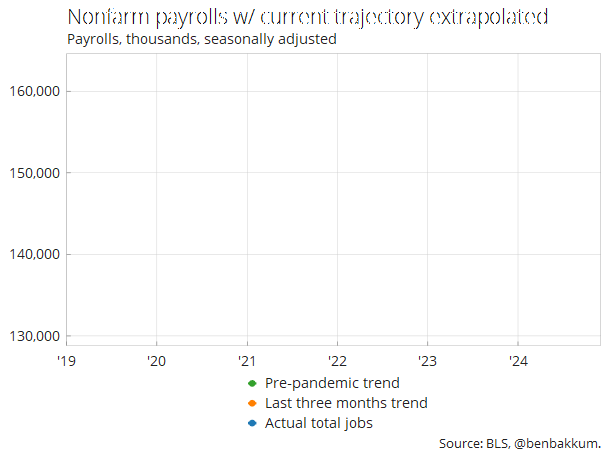 Nonfarm payrolls w/ current trajectory extrapolated
Payrolls, thousands, seasonally adjusted
160,000
150,000
140,000
130,000
'19 '20 '21 '22 '23 '24
Pre-pandemic trend
Last three months trend
Actual total jobs
Source: BLS, @benbakkum.